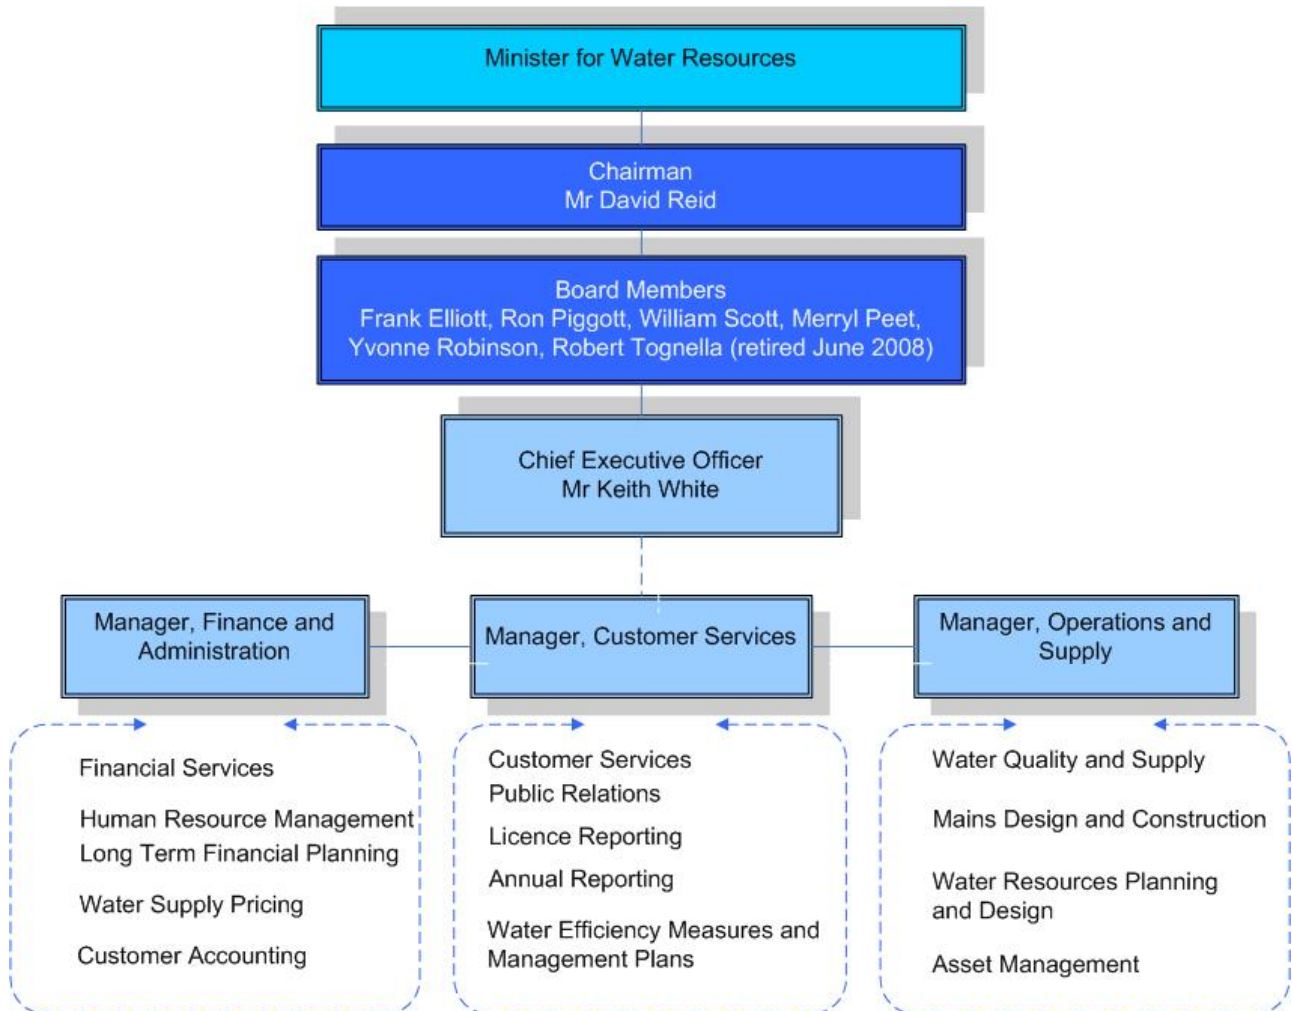 Minister for Water Resources
Chairman
Mr David Reid
Board Members
Frank Elliott, Ron Piggott, William Scott, Merryl Peet,
Yvonne Robinson, Robert Tognella (retired June 2008)
Chief Executive Officer
Mr Keith White
Manager, Finance and
Administration
Manager, Customer Services
Manager, Operations and
Supply
Financial Services
Human Resource Management
Long Term Financial Planning
Water Supply Pricing
Customer Accounting
Customer Services
Public Relations
Licence Reporting
Annual Reporting
Water Efficiency Measures and
Management Plans
Water Quality and Supply
Mains Design and Construction
Water Resources Planning
and Design
Asset Management